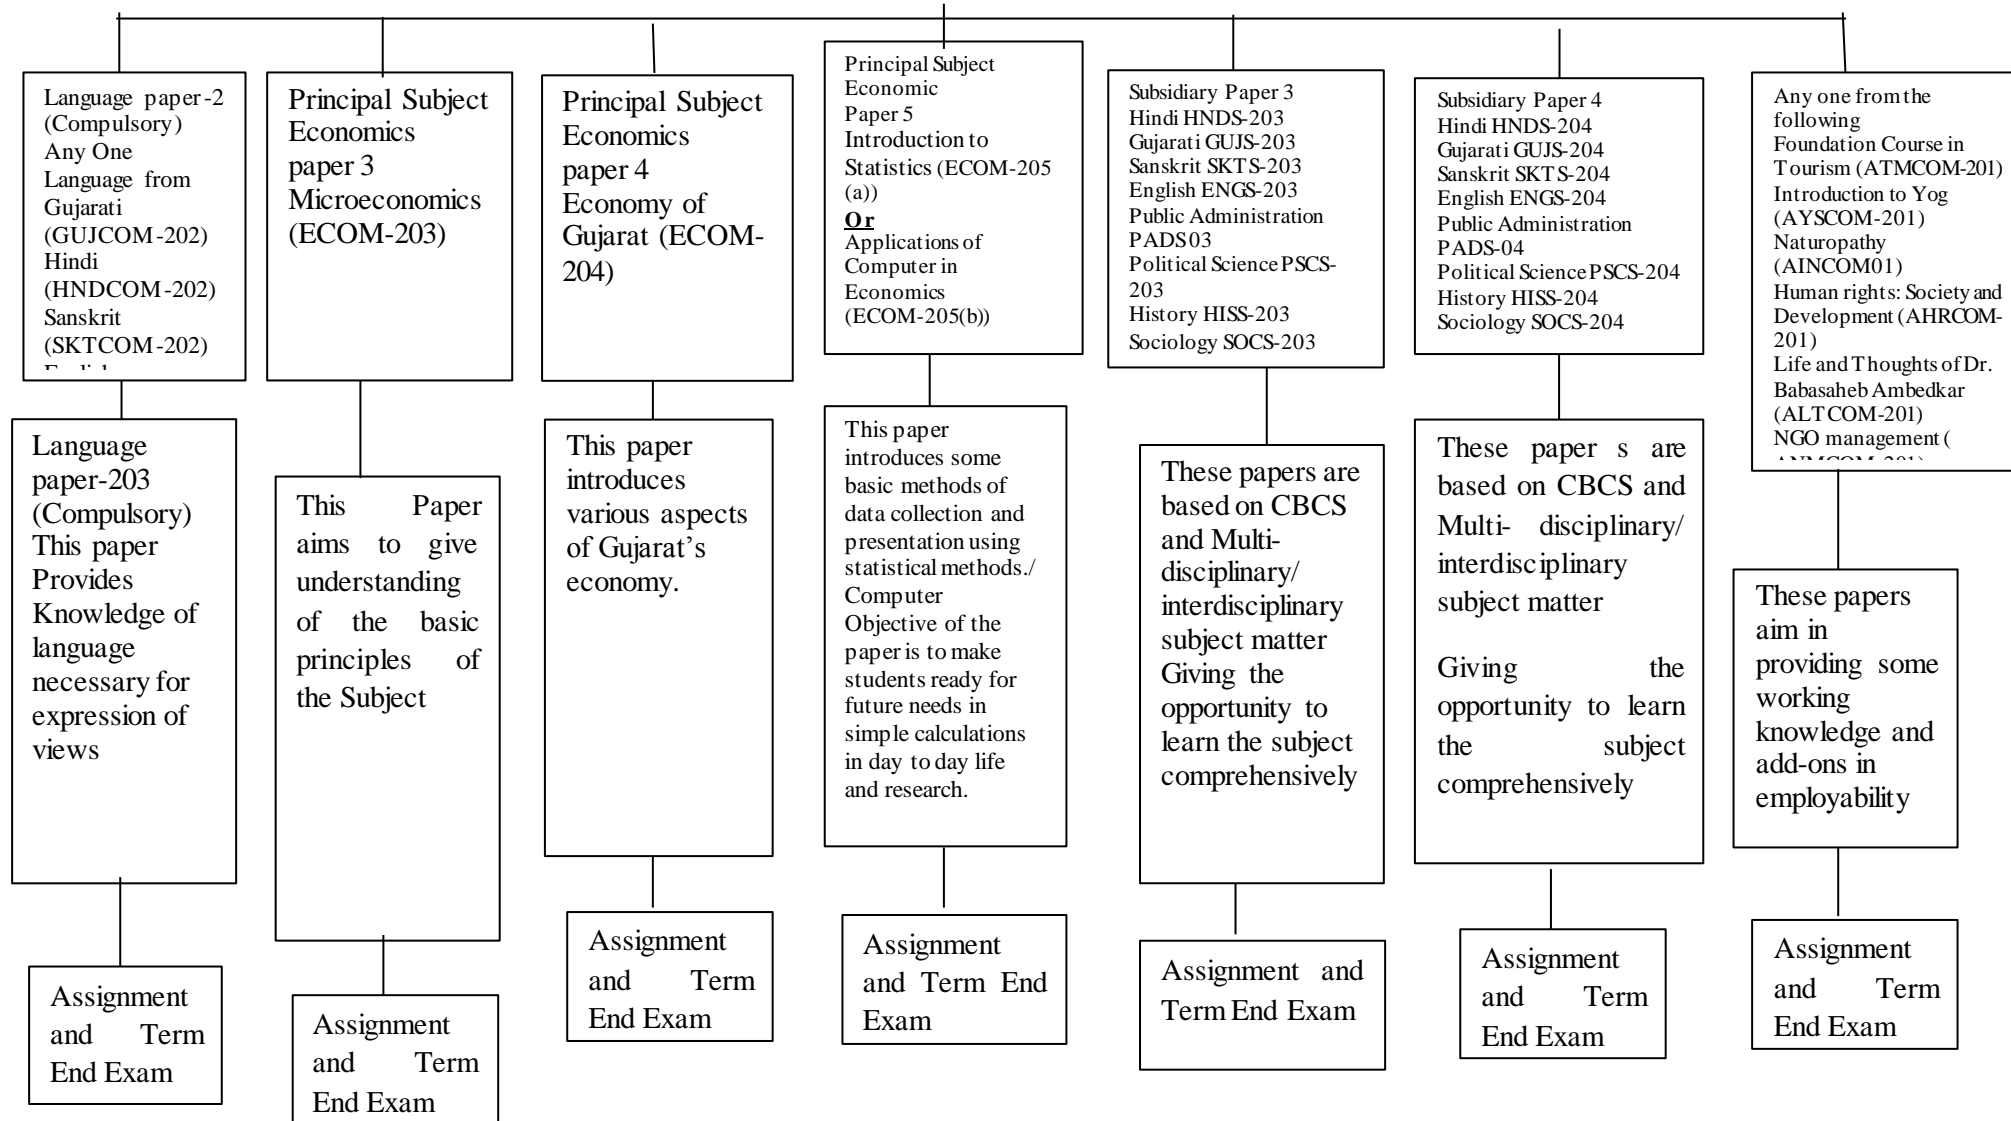 Language paper-2
(Compulsory)
Any One
Language from
Gujarati
(GUJCOM-202)
Hindi
(HNDCOM-202)
Sanskrit
(SKTCOM-202)
Principal Subject
Economics
paper 3
Microeconomics
(ECOM-203)
Principal Subject
Economics
paper 4
Economy of
Gujarat (ECOM-
204)
Principal Subject
Economic
Paper 5
Introduction to
Statistics (ECOM-205
(a))
Or
Applications of
Computer in
Economics
(ECOM-205(b))
Subsidiary Paper 3
Hindi HNDS-203
Gujarati GUJS-203
Sanskrit SKTS-203
English ENGS-203
Public Administration
PADS03
Political Science PSCS-
203
History HISS-203
Sociology SOCS-203
Subsidiary Paper 4
Hindi HNDS-204
Gujarati GUJS-204
Sanskrit SKTS-204
English ENGS-204
Public Administration
PADS-04
Political Science PSCS-204
History HISS-204
Sociology SOCS-204
Any one from the
following
Foundation Course in
Tourism (ATMCOM-201)
Introduction to Yog
(AYSCOM-201)
Naturopathy
(AINCOM01)
Human rights: Society and
Development (AHRCOM-
201)
Life and Thoughts of Dr.
Babasaheb Ambedkar
(ALTCOM-201)
NGO management (
Language
paper-203
(Compulsory)
This paper
Provides
Knowledge of
language
necessary for
expression of
views
This Paper
aims to give
understanding
of the basic
principles of
the Subject
This paper
introduces
various aspects
of Gujarat’s
economy.
This paper
introduces some
basic methods of
data collection and
presentation using
statistical methods./
Computer
Objective of the
paper is to make
students ready for
future needs in
simple calculations
in day to day life
and research.
These papers are
based on CBCS
and Multi-
disciplinary/
interdisciplinary
subject matter
Giving the
opportunity to
learn the subject
comprehensively
These paper s are
based on CBCS and
Multi- disciplinary/
interdisciplinary
subject matter
Giving the
opportunity to learn
the subject
comprehensively
These papers
aim in
providing some
working
knowledge and
add-ons in
employability
Assignment
and Term
End Exam
Assignment
and Term
End Exam
Assignment
and Term
End Exam
Assignment
and Term End
Exam
Assignment and
Term End Exam
Assignment
and Term
End Exam
Assignment
and Term
End Exam